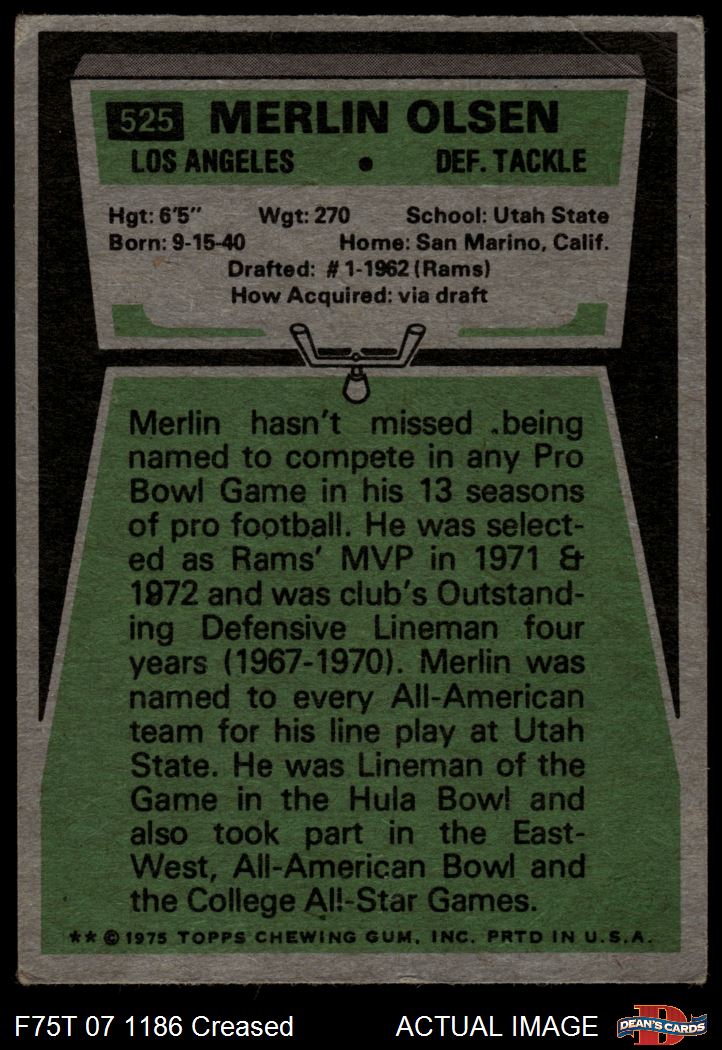 525 MERLIN OLSEN
LOS ANGELES • DEF. TACKLE
Hgt: 6'5" Wgt: 270 School: Utah State
Born: 9-15-40 Home: San Marino, Calif.
Drafted: #1-1962 (Rams)
How Acquired: via draft
Merlin hasn't missed being
named to compete in any Pro
Bowl Game in his 13 seasons
of pro football. He was select-
ed as Rams' MVP in 1971 &
1972 and was club's Outstand-
ing Defensive Lineman four
years (1967-1970). Merlin was
named to every All-American
team for his line play at Utah
State. He was Lineman of the
Game in the Hula Bowl and
also took part in the East-
West, All-American Bowl and
the College All-Star Games.
**©1975 TOPPS CHEWING GUM, INC. PRTD IN U.S.A.
F75T 07 1186 Creased ACTUAL IMAGE DEAN'S CARDS